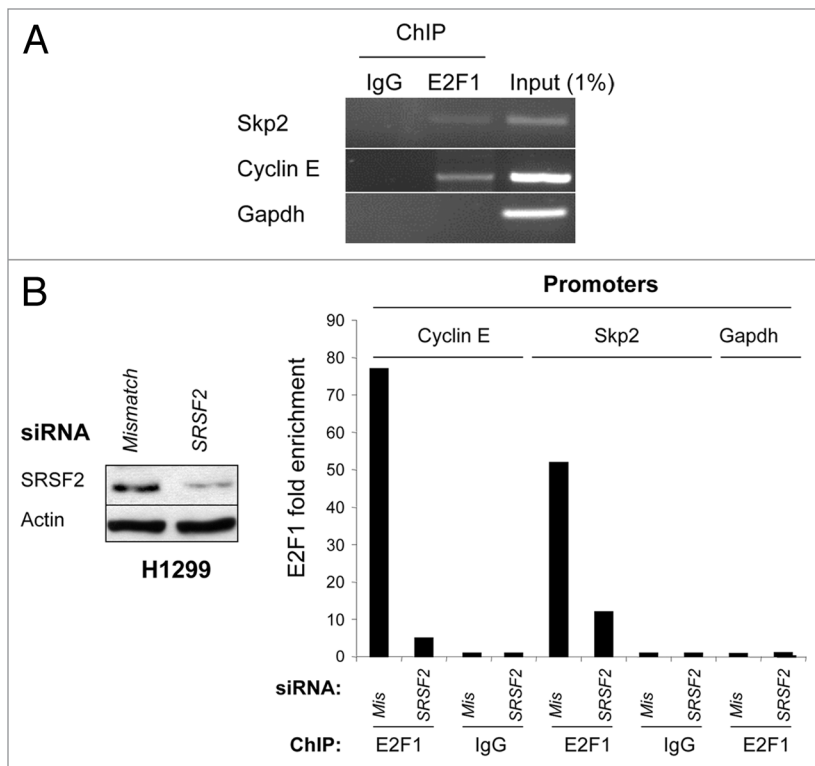 A
ChIP
IgG E2F1 Input (1%)
Skp2
Cyclin E
Gapdh
B
Promoters
Cyclin E Skp2 Gapdh
siRNA Mismatch SRSF2
SRSF2
Actin
H1299
E2F1 fold enrichment
90
80
70
60
50
40
30
20
10
0
siRNA: Mis SRSF2 Mis SRSF2 Mis SRSF2 Mis SRSF2 Mis SRSF2
ChIP: E2F1 IgG E2F1 IgG E2F1